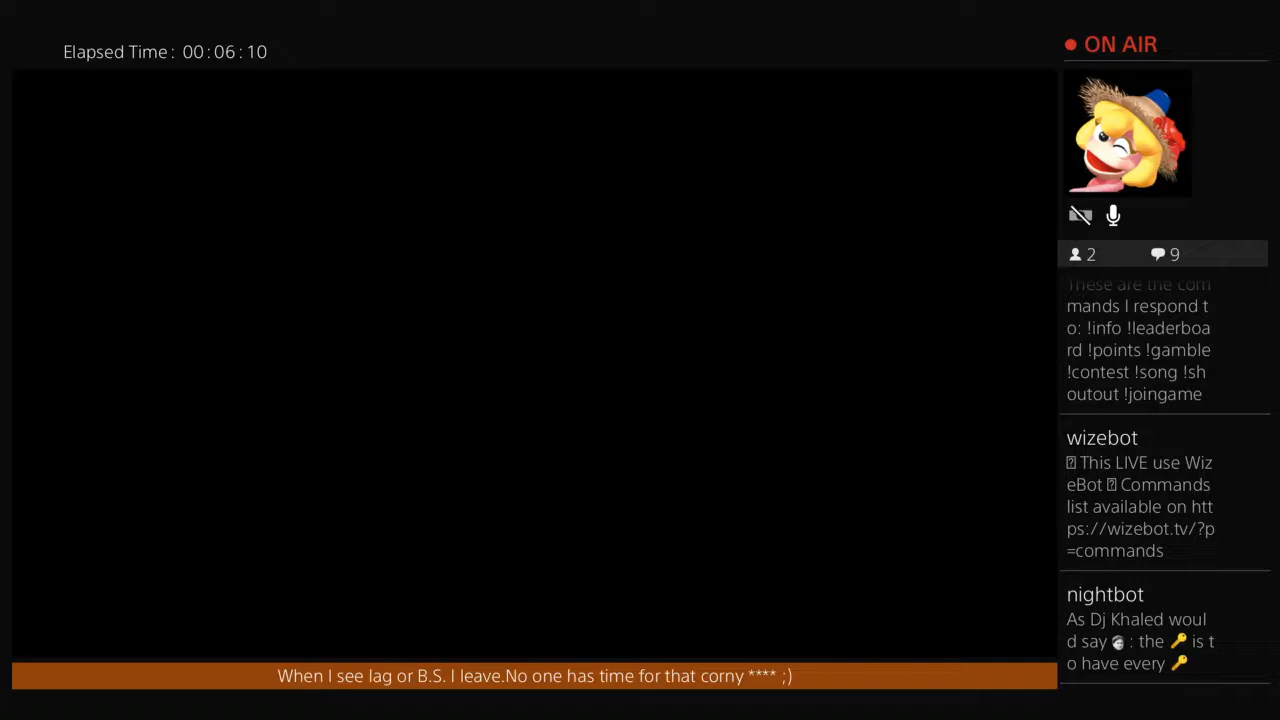 Elapsed Time: 00:06:10
ON AIR
2 9
These are the com
mands I respond t
o: !info !leaderboa
rd !points !gamble
!contest !song !sh
outout !joingame
wizebot
This LIVE use Wiz
eBot Commands
list available on htt
ps://wizebot.tv/?p
=commands
nightbot
As Dj Khaled woul
d say : the 🔑 is t
o have every 🔑
When I see lag or B.S. I leave.No one has time for that corny **** ;)